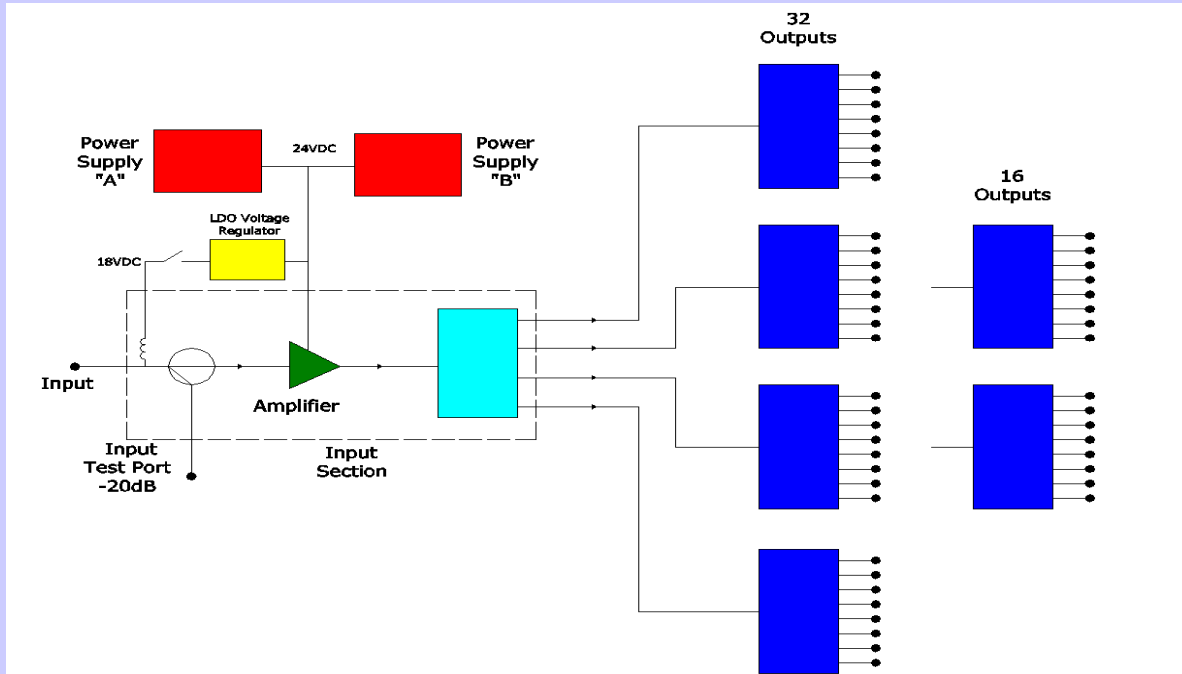 32
Outputs
Power
Supply
"A"
24VDC
Power
Supply
"B"
16
Outputs
LDO Voltage
Regulator
18VDC
Input
Amplifier
Input
Test Port
-20dB
Input
Section